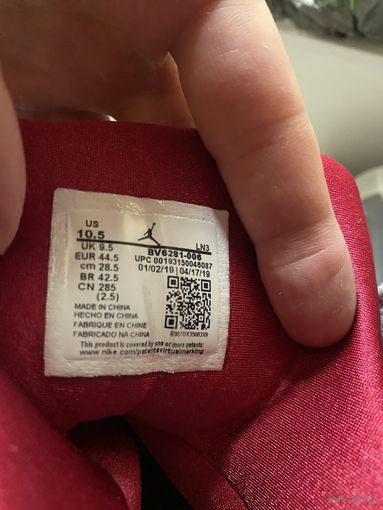 US
10.5 LN3
UK 9.5 BV6281-006
EUR 44.5 UPC 00193150046087
cm 28.5 01/02/19 | 04/17/19
BR 42.5
CN 285
(2.5)
MADE IN CHINA
HECHO EN CHINA
FABRIQUE EN CHINE
FABRICADO NA CHINA
This product is covered by one or more patents:
www.nike.com/patentsvirtualmarking